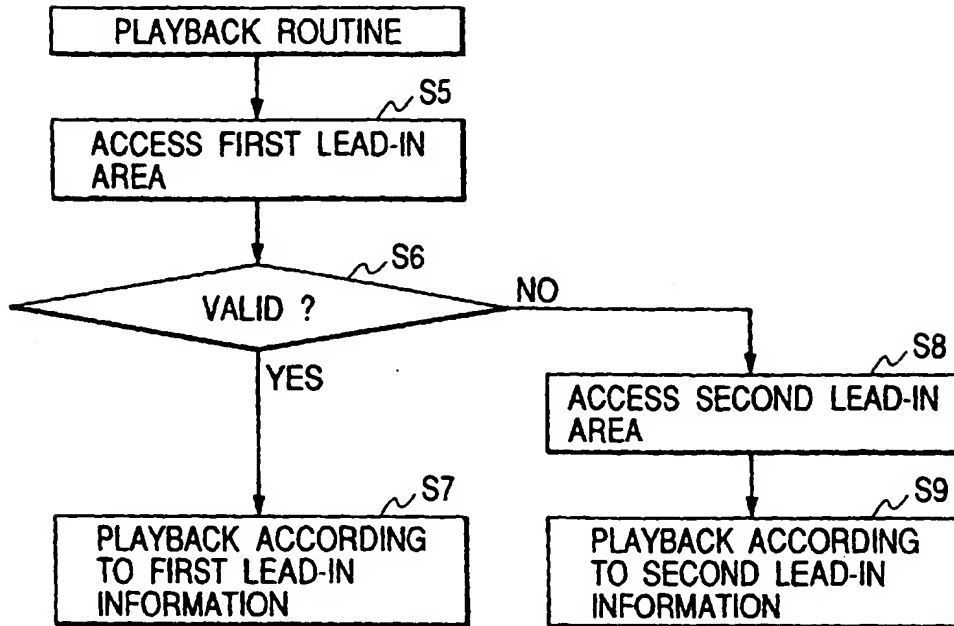 PLAYBACK ROUTINE
S5
ACCESS FIRST LEAD-IN
AREA
S6
VALID ?
NO
YES
S8
ACCESS SECOND LEAD-IN
AREA
S7
PLAYBACK ACCORDING
TO FIRST LEAD-IN
INFORMATION
S9
PLAYBACK ACCORDING
TO SECOND LEAD-IN
INFORMATION